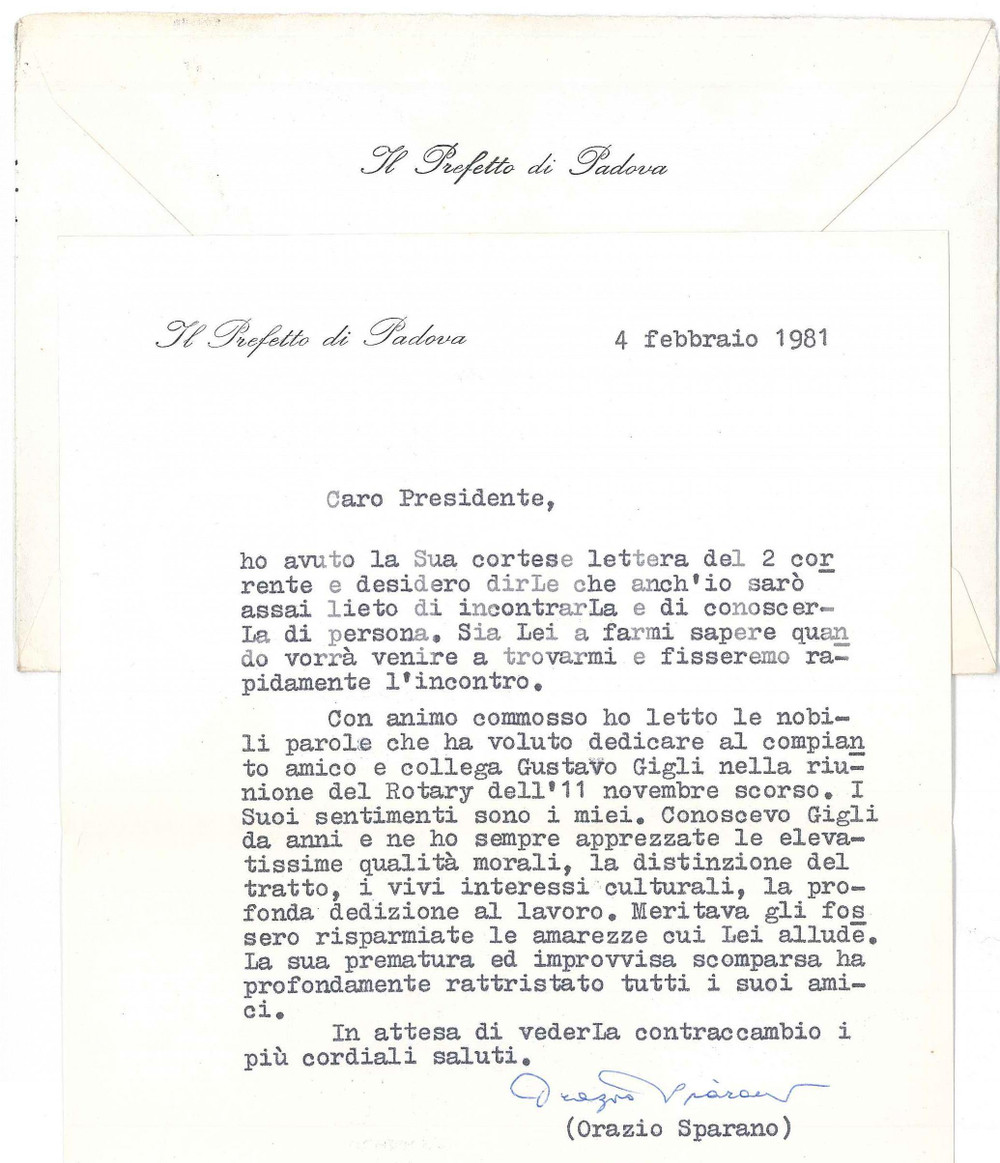 Il Prefetto di Padova
Il Prefetto di Padova 4 febbraio 1981
Caro Presidente,
ho avuto la Sua cortese lettera del 2 cor
rente e desidero dirLe che anch'io sarò
assai lieto di incontrarLa e di conoscer-
La di persona. Sia Lei a farmi sapere quan
do vorrà venire a trovarmi e fisseremo ra-
pidamente l'incontro.
Con animo commosso ho letto le nobi-
li parole che ha voluto dedicare al compian
to amico e collega Gustavo Gigli nella riu-
nione del Rotary dell'11 novembre scorso. I
Suoi sentimenti sono i miei. Conoscevo Gigli
da anni e ne ho sempre apprezzate le eleva-
tissime qualità morali, la distinzione del
tratto, i vivi interessi culturali, la pro-
fonda dedizione al lavoro. Meritava gli fos
sero risparmiate le amarezze cui Lei allude.
La sua prematura ed improvvisa scomparsa ha
profondamente rattristato tutti i suoi ami-
ci.
In attesa di vederLa contraccambio i
più cordiali saluti.
Orazio Sparano
(Orazio Sparano)